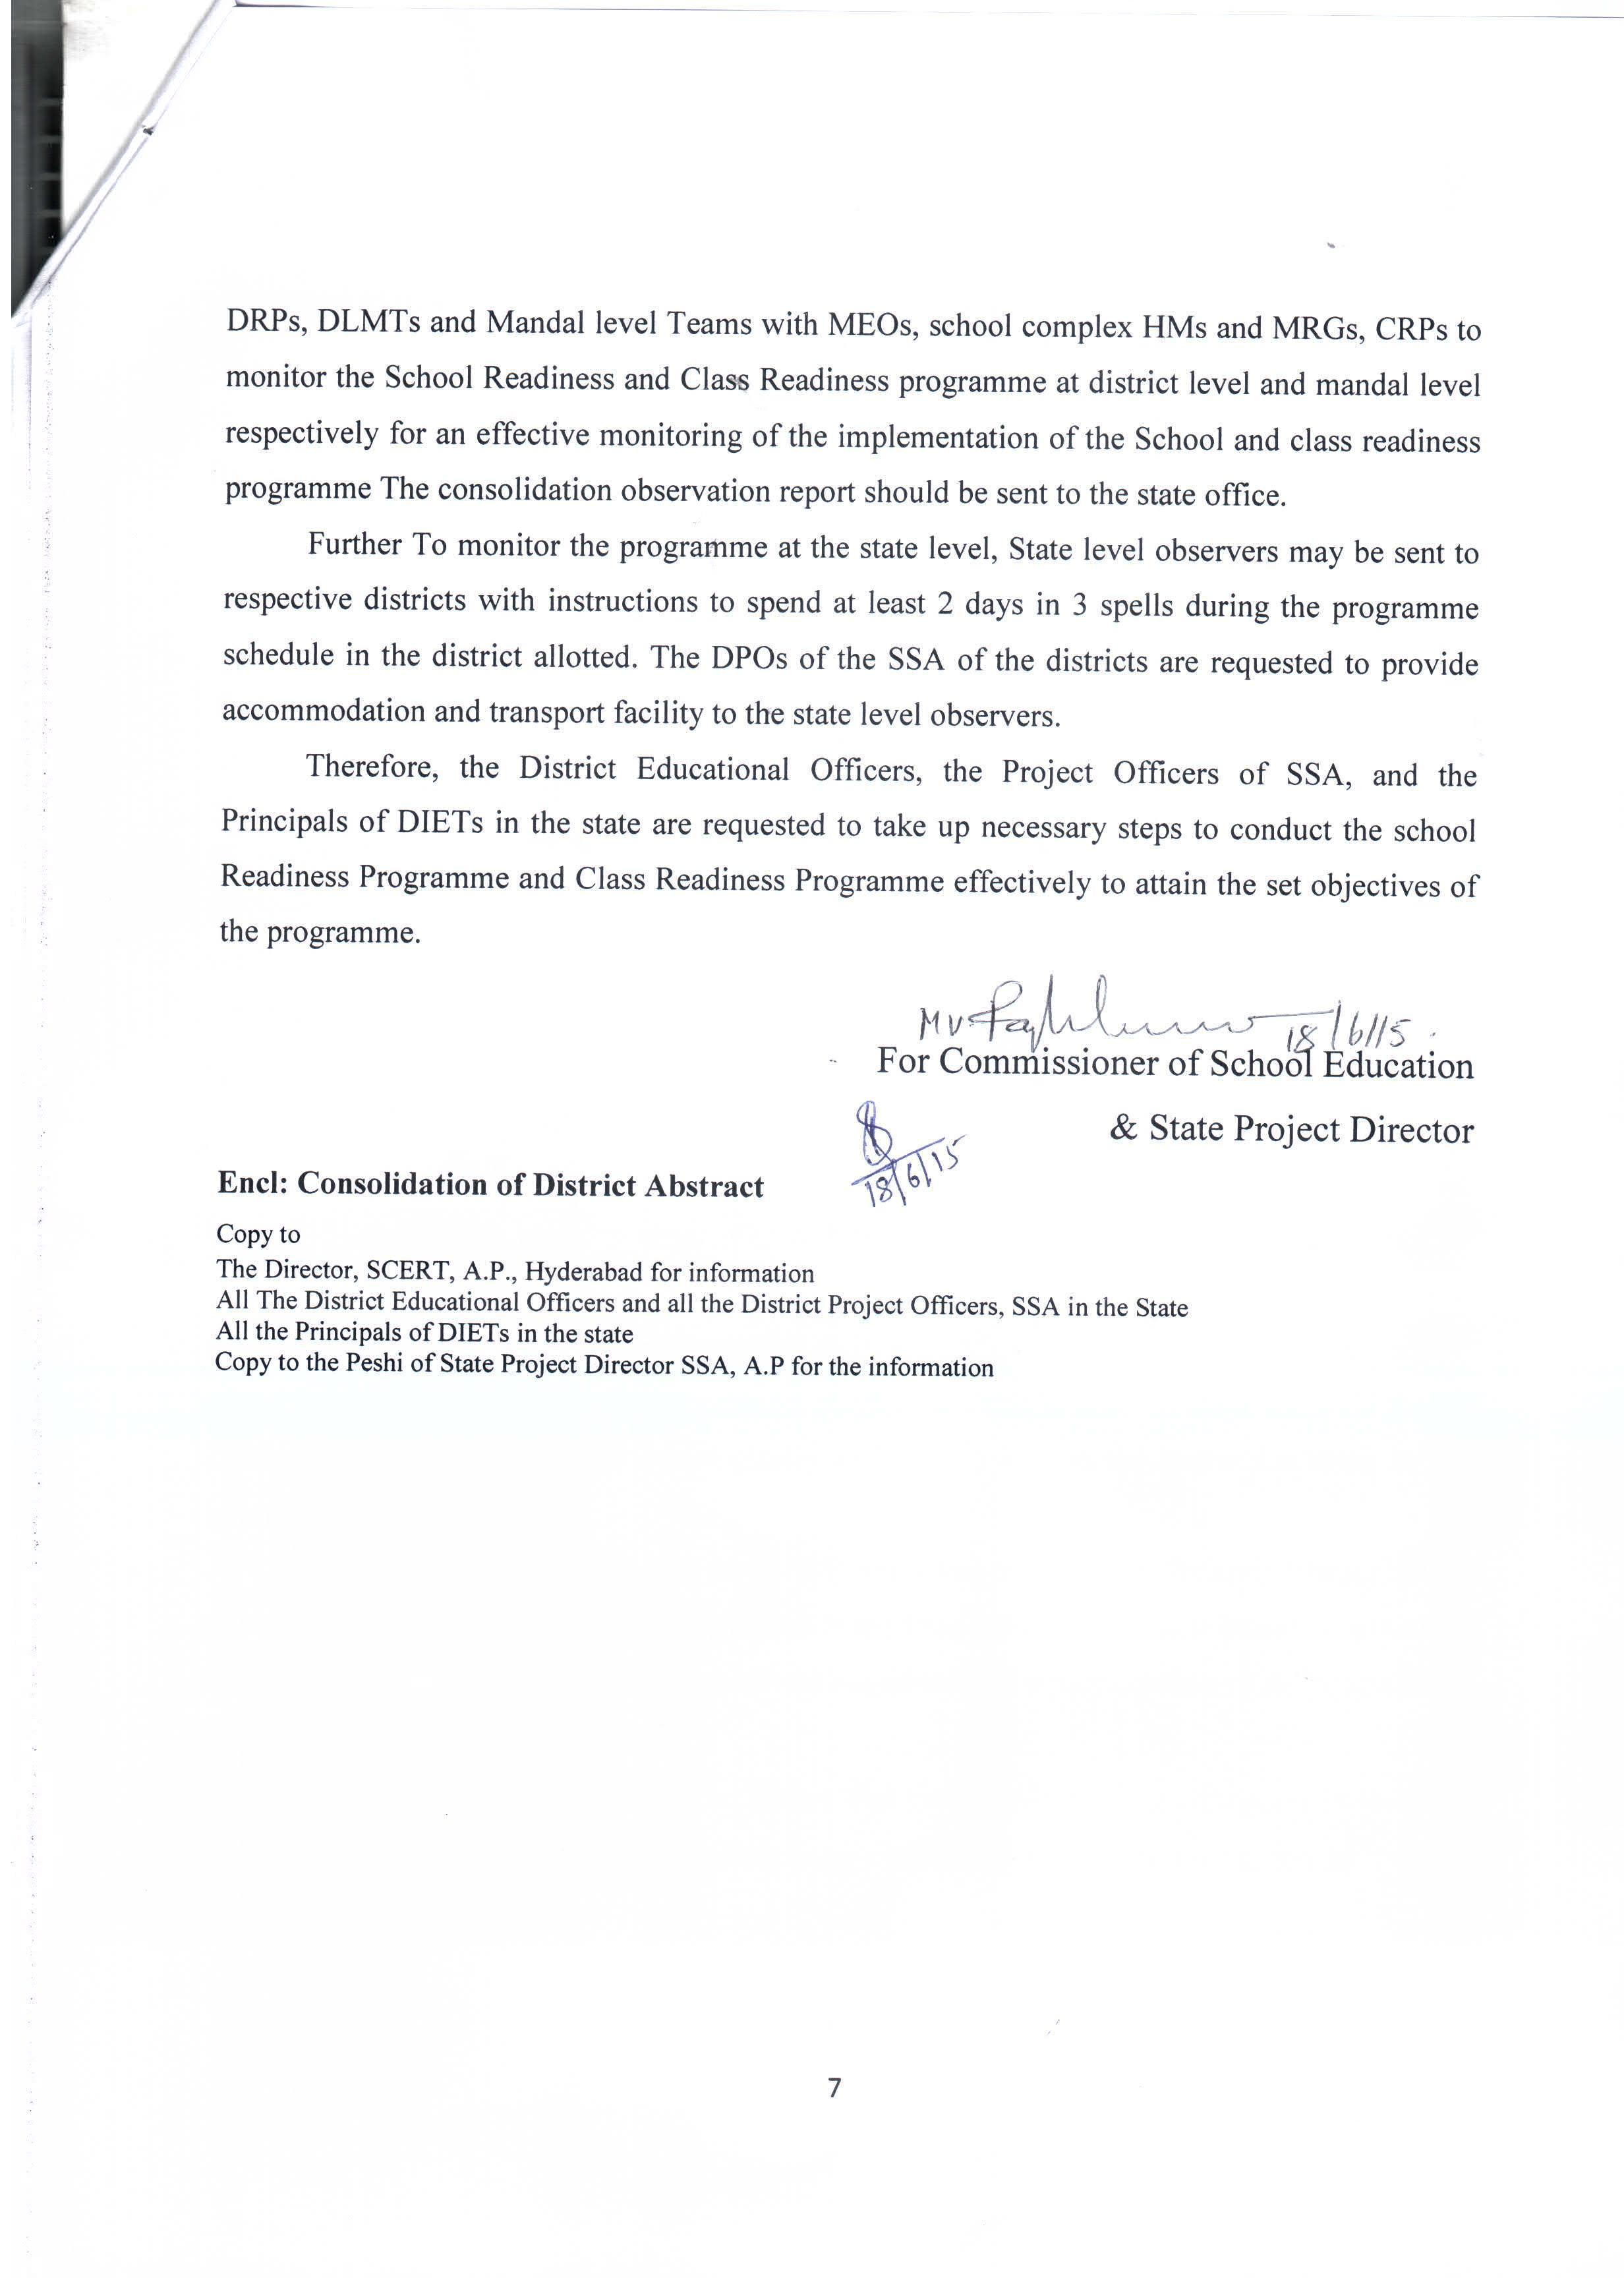 DRPs, DLMTs and Mandal level Teams with MEOs, school complex HMs and MRGs, CRPs to
monitor the School Readiness and Class Readiness programme at district level and mandal level
respectively for an effective monitoring of the implementation of the School and class readiness
programme The consolidation observation report should be sent to the state office.
Further To monitor the programme at the state level, State level observers may be sent to
respective districts with instructions to spend at least 2 days in 3 spells during the programme
schedule in the district allotted. The DPOs of the SSA of the districts are requested to provide
accommodation and transport facility to the state level observers.
Therefore, the District Educational Officers, the Project Officers of SSA, and the
Principals of DIETs in the state are requested to take up necessary steps to conduct the school
Readiness Programme and Class Readiness Programme effectively to attain the set objectives of
the programme.
18/6/15
For Commissioner of School Education
& State Project Director
18/6/15
Encl: Consolidation of District Abstract
Copy to
The Director, SCERT, A.P., Hyderabad for information
All The District Educational Officers and all the District Project Officers, SSA in the State
All the Principals of DIETs in the state
Copy to the Peshi of State Project Director SSA, A.P for the information
7